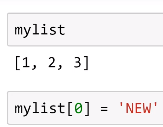 mylist
[1, 2, 3]
mylist[0] = 'NEW'